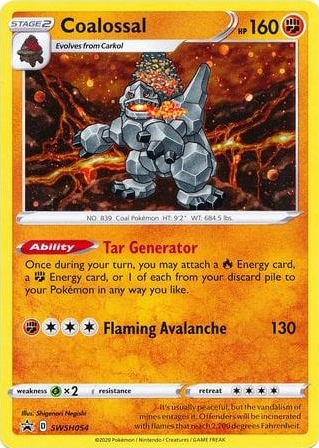 STAGE 2 Coalossal HP 160
Evolves from Carkol
NO. 839 Coal Pokémon HT: 9'2" WT: 684.5 lbs.
Ability Tar Generator
Once during your turn, you may attach a Energy card,
a Energy card, or 1 of each from your discard pile to
your Pokémon in any way you like.
Flaming Avalanche 130
weakness ×2 resistance retreat
Illus. Shigenori Negishi
D SWSH054
It's usually peaceful, but the vandalism of
mines enrages it. Offenders will be incinerated
with flames that reach 2,700 degrees Fahrenheit.
©2020 Pokémon / Nintendo / Creatures / GAME FREAK